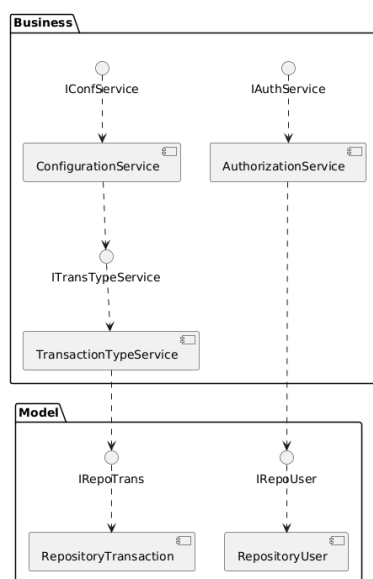 Business
IConfService
IAuthService
ConfigurationService
AuthorizationService
ITransTypeService
TransactionTypeService
Model
IRepoTrans
IRepoUser
RepositoryTransaction
RepositoryUser